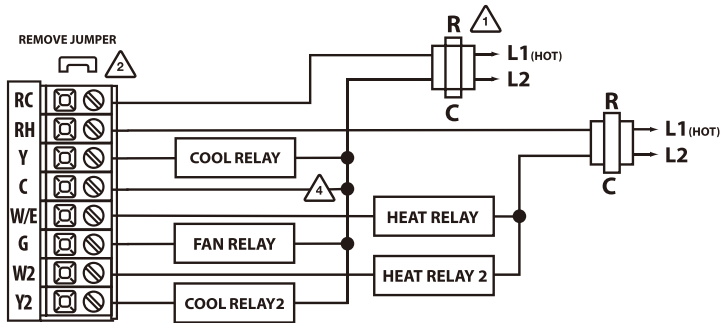 R
1
REMOVE JUMPER
2
L1 (HOT)
L2
C
RC
RH
Y
C
W/E
G
W2
Y2
COOL RELAY
4
HEAT RELAY
FAN RELAY
HEAT RELAY 2
COOL RELAY2
R
L1 (HOT)
L2
C